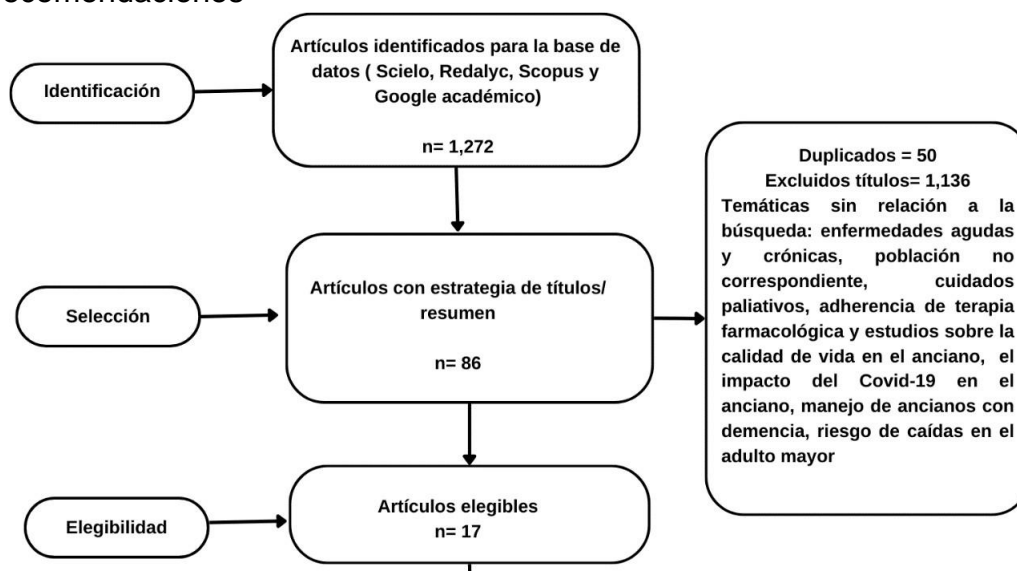 Identificación
Artículos identificados para la base de
datos ( Scielo, Redalyc, Scopus y
Google académico)
n= 1,272
Selección
Artículos con estrategia de títulos/
resumen
n= 86
Duplicados = 50
Excluidos títulos= 1,136
Temáticas sin relación a la
búsqueda: enfermedades agudas
y crónicas, población no
correspondiente, cuidados
paliativos, adherencia de terapia
farmacológica y estudios sobre la
calidad de vida en el anciano, el
impacto del Covid-19 en el
anciano, manejo de ancianos con
demencia, riesgo de caídas en el
adulto mayor
Elegibilidad
Artículos elegibles
n= 17